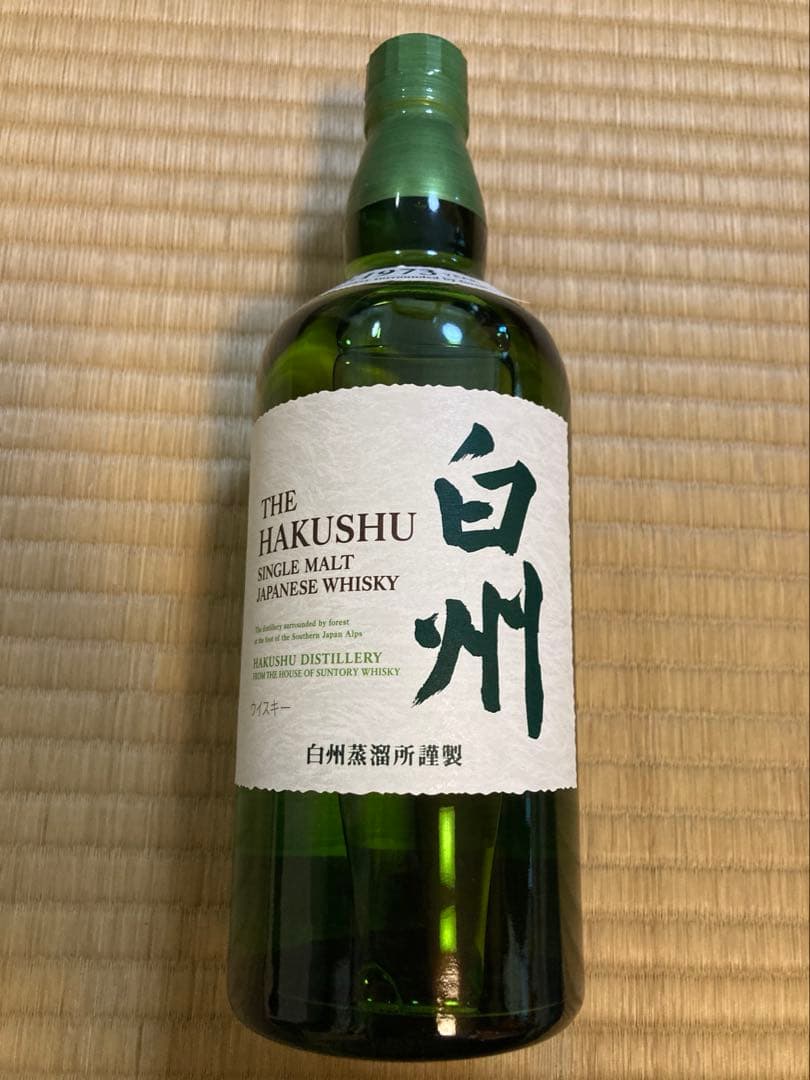 1973
THE
HAKUSHU
SINGLE MALT
JAPANESE WHISKY
白州
The distillery surrounded by forest
at the foot of the Southern Japan Alps
HAKUSHU DISTILLERY
FROM THE HOUSE OF SUNTORY WHISKY
ウイスキー
白州蒸溜所謹製